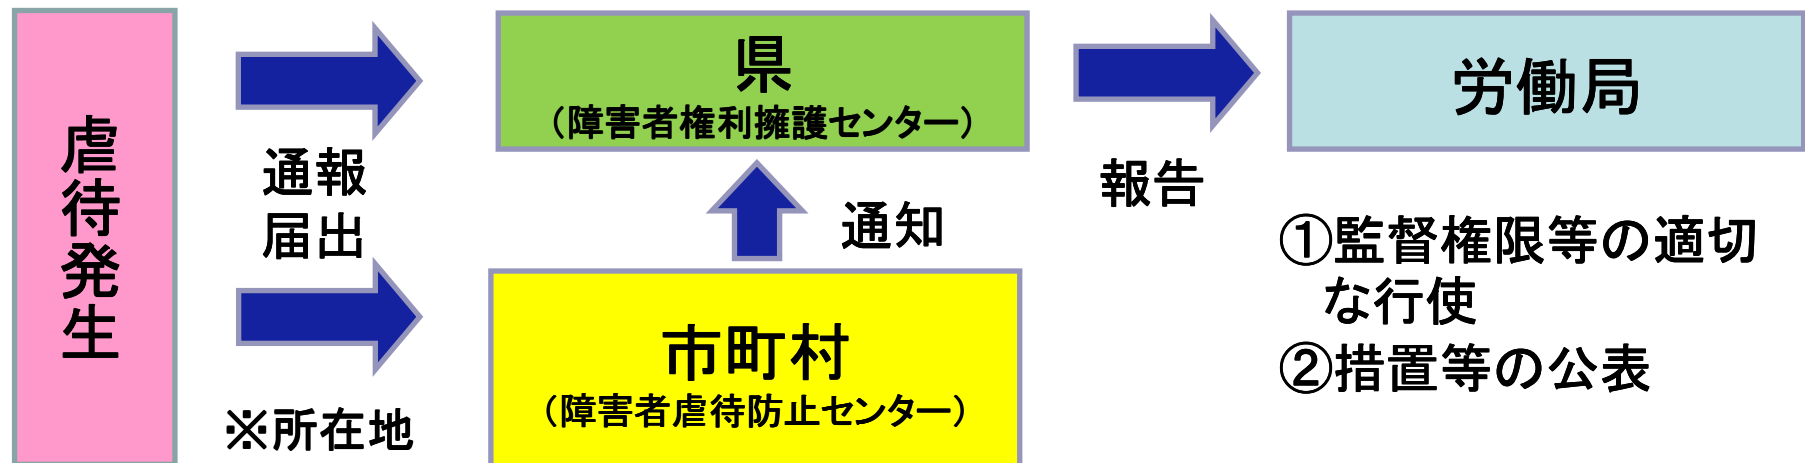 虐待発生
通報
届出
※所在地
県
（障害者権利擁護センター）
通知
市町村
（障害者虐待防止センター）
報告
労働局
①監督権限等の適切
な行使
②措置等の公表